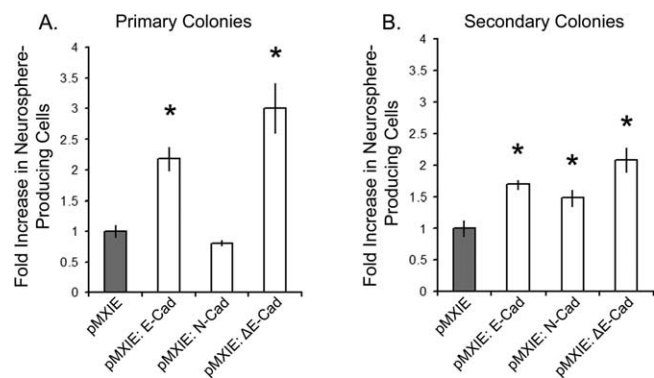 A.
Primary Colonies
Fold Increase in Neurosphere-
Producing Cells
4
3.5
3
2.5
2
1.5
1
0.5
*
*
pMXIE
pMXIE: E-Cad
pMXIE: N-Cad
pMXIE: ΔE-Cad
B.
Secondary Colonies
Fold Increase in Neurosphere-
Producing Cells
4
3.5
3
2.5
2
1.5
1
0.5
*
*
*
pMXIE
pMXIE: E-Cad
pMXIE: N-Cad
pMXIE: ΔE-Cad